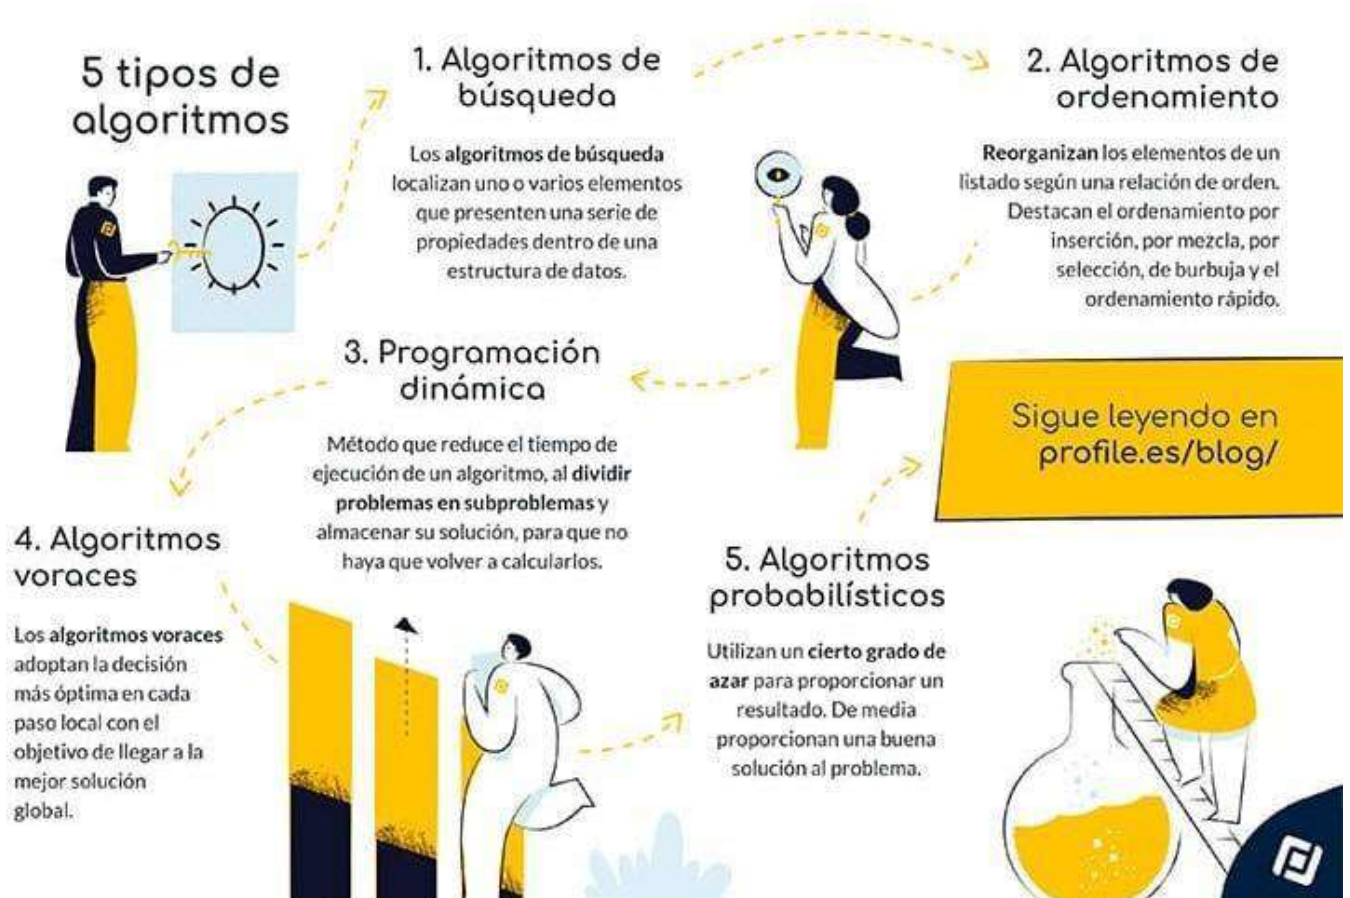 5 tipos de
algoritmos
1. Algoritmos de
búsqueda
Los algoritmos de búsqueda
localizan uno o varios elementos
que presenten una serie de
propiedades dentro de una
estructura de datos.
2. Algoritmos de
ordenamiento
Reorganizan los elementos de un
listado según una relación de orden.
Destacan el ordenamiento por
inserción, por mezcla, por
selección, de burbuja y el
ordenamiento rápido.
3. Programación
dinámica
Método que reduce el tiempo de
ejecución de un algoritmo, al dividir
problemas en subproblemas y
almacenar su solución, para que no
haya que volver a calcularlos.
4. Algoritmos
voraces
Los algoritmos voraces
adoptan la decisión
más óptima en cada
paso local con el
objetivo de llegar a la
mejor solución
global.
5. Algoritmos
probabilísticos
Utilizan un cierto grado de
azar para proporcionar un
resultado. De media
proporcionan una buena
solución al problema.
Sigue leyendo en
profile.es/blog/